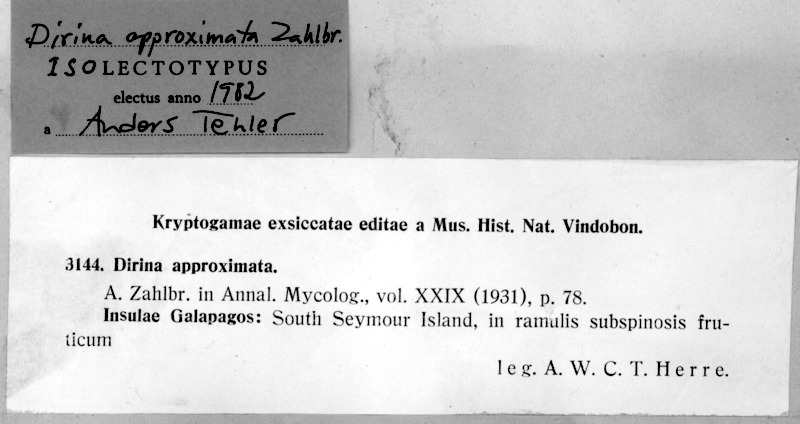 Dirina approximata Zahlbr.
ISOLECTOTYPUS
electus anno 1982
a Anders Tehler
Kryptogamae exsiccatae editae a Mus. Hist. Nat. Vindobon.
3144. Dirina approximata.
A. Zahlbr. in Annal. Mycolog., vol. XXIX (1931), p. 78.
Insulae Galapagos: South Seymour Island, in ramulis subspinosis fru-
ticum
leg. A. W. C. T. Herre.